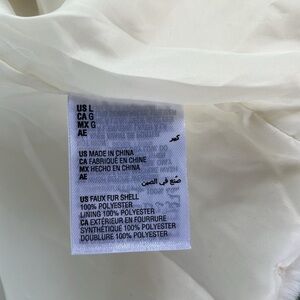 US L
CA G
MX G
AE كبير
US MADE IN CHINA
CA FABRIQUÉ EN CHINE
MX HECHO EN CHINA
AE صنع في الصين
US FAUX FUR SHELL
100% POLYESTER
LINING 100% POLYESTER
CA EXTÉRIEUR EN FOURRURE
SYNTHÉTIQUE 100% POLYESTER
DOUBLURE 100% POLYESTER